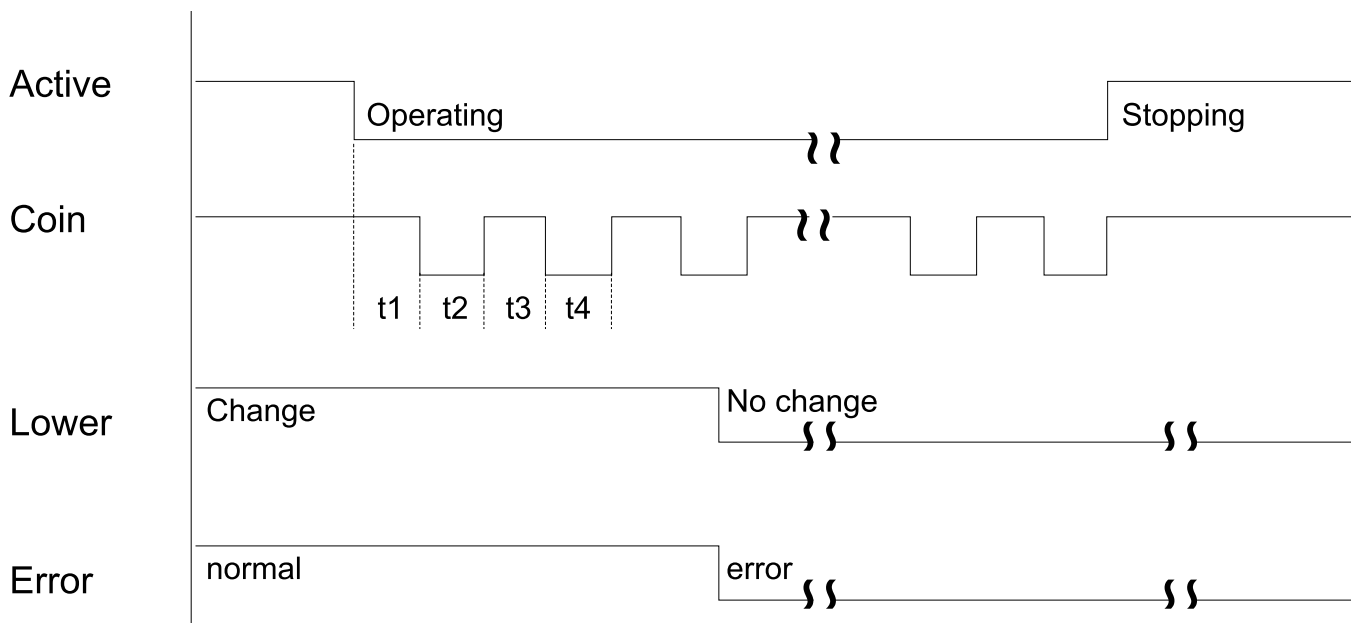 Active
Operating
Stopping
Coin
t1 t2 t3 t4
Lower
Change
No change
Error
normal
error